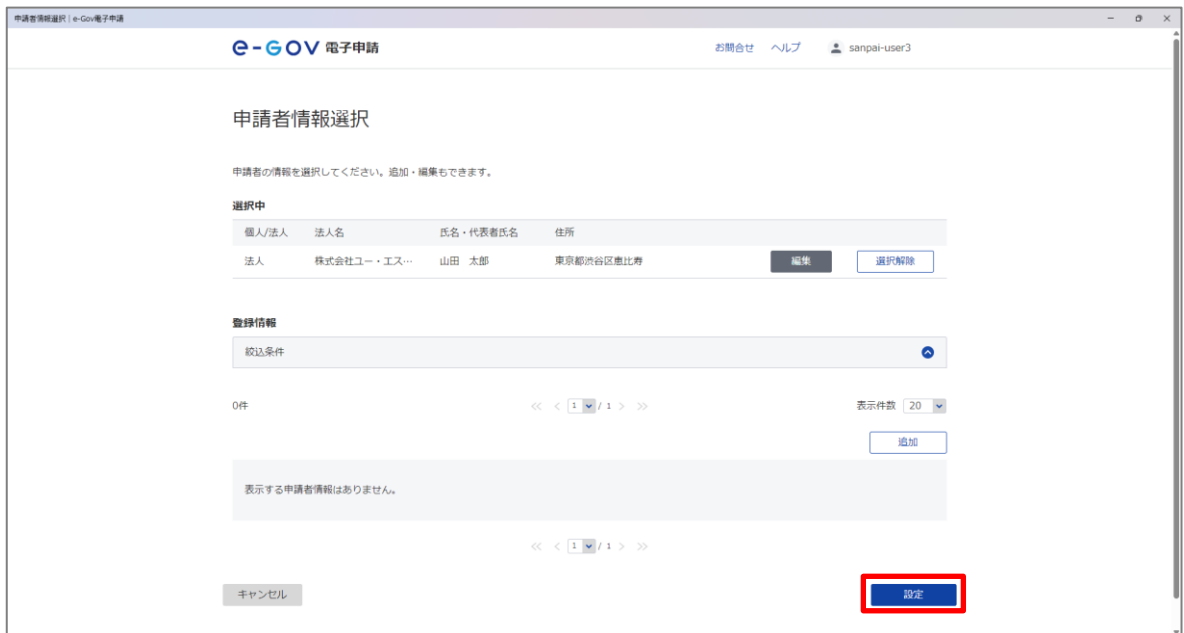 申請者情報選択｜e-Gov電子申請
e-GOV 電子申請 お問合せ ヘルプ sanpai-user3
申請者情報選択
申請者の情報を選択してください。追加・編集もできます。
選択中
個人/法人 法人名 氏名・代表者氏名 住所
法人 株式会社ユー・エス… 山田 太郎 東京都渋谷区恵比寿 編集 選択解除
登録情報
絞込条件
0件 << < 1 / 1 > >> 表示件数 20
追加
表示する申請者情報はありません。
<< < 1 / 1 > >>
キャンセル 設定